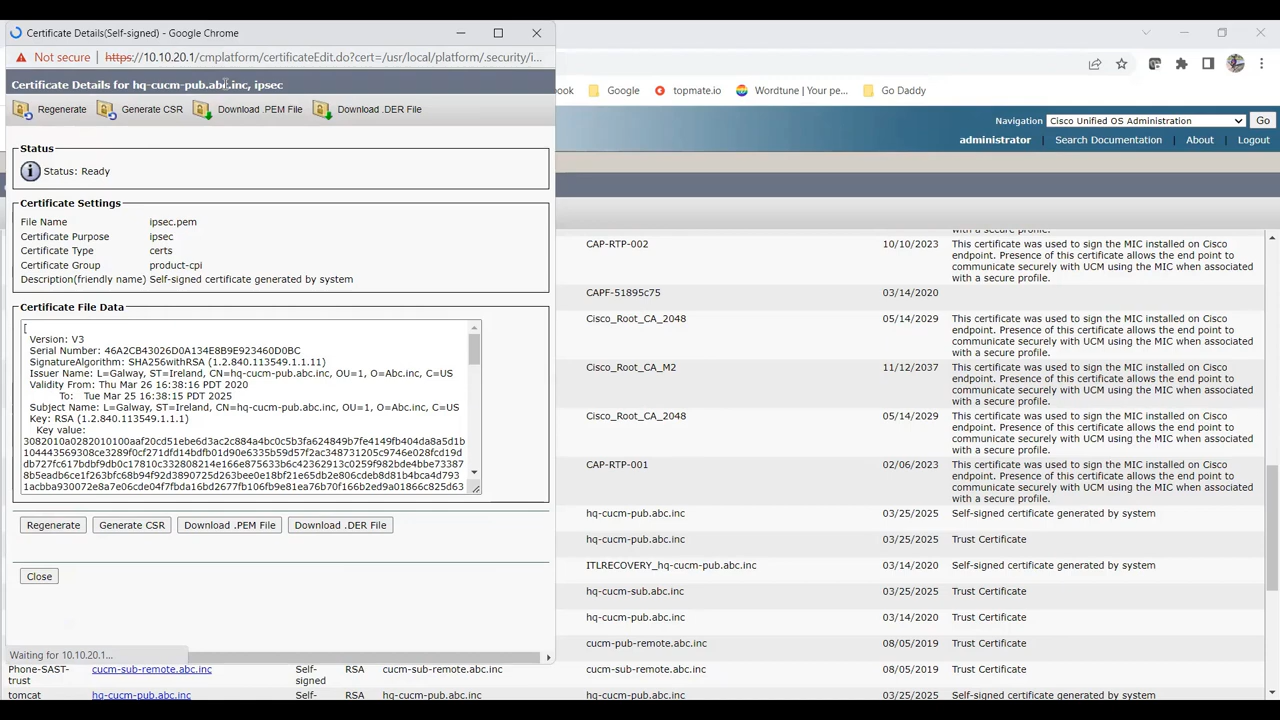 Certificate Details(Self-signed) - Google Chrome
Not secure | https://10.10.20.1/cmplatform/certificateEdit.do?cert=/usr/local/platform/.security/i...
Certificate Details for hq-cucm-pub.abc.inc, ipsec
Regenerate Generate CSR Download .PEM File Download .DER File
Status
Status: Ready
Certificate Settings
File Name ipsec.pem
Certificate Purpose ipsec
Certificate Type certs
Certificate Group product-cpi
Description(friendly name) Self-signed certificate generated by system
Certificate File Data
[
Version: V3
Serial Number: 46A2CB43026D0A134E8B9E923460D0BC
SignatureAlgorithm: SHA256withRSA (1.2.840.113549.1.1.11)
Issuer Name: L=Galway, ST=Ireland, CN=hq-cucm-pub.abc.inc, OU=1, O=Abc.inc, C=US
Validity From: Thu Mar 26 16:38:16 PDT 2020
To: Tue Mar 25 16:38:15 PDT 2025
Subject Name: L=Galway, ST=Ireland, CN=hq-cucm-pub.abc.inc, OU=1, O=Abc.inc, C=US
Key: RSA (1.2.840.113549.1.1.1)
Key value:
3082010a0282010100aaf20cd51ebe6d3ac2c884a4bc0c5b3fa624849b7fe4149fb404da8a5d1b
104443569308ce3289f0cf271dfd14bdfb01d90e6335b59d57f2ac348731205c9746e028fcd19d
db727fc617bdbf9db0c17810c332808214e166e875633b6c42362913c0259f982bde4bbe73387
8b5eadb6ce1f263bfc68b94f92d3890725d263bee0e18bf21e65d2b2e806cdeb8d81b4bca4d793
1acbba930072e8a7e06cde04f7fbda16bd2677fb106fb9e81ea76b70f166b2ed9a01866c825d63
Regenerate Generate CSR Download .PEM File Download .DER File
Close
Waiting for 10.10.20.1...
ook Google topmate.io Wordtune | Your pe... Go Daddy
Navigation Cisco Unified OS Administration Go
administrator | Search Documentation | About | Logout
with a secure profile.
CAP-RTP-002 10/10/2023 This certificate was used to sign the MIC installed on Cisco
endpoint. Presence of this certificate allows the end point to
communicate securely with UCM using the MIC when associated
with a secure profile.
CAPF-51895c75 03/14/2020
Cisco_Root_CA_2048 05/14/2029 This certificate was used to sign the MIC installed on Cisco
endpoint. Presence of this certificate allows the end point to
communicate securely with UCM using the MIC when associated
with a secure profile.
Cisco_Root_CA_M2 11/12/2037 This certificate was used to sign the MIC installed on Cisco
endpoint. Presence of this certificate allows the end point to
communicate securely with UCM using the MIC when associated
with a secure profile.
Cisco_Root_CA_2048 05/14/2029 This certificate was used to sign the MIC installed on Cisco
endpoint. Presence of this certificate allows the end point to
communicate securely with UCM using the MIC when associated
with a secure profile.
CAP-RTP-001 02/06/2023 This certificate was used to sign the MIC installed on Cisco
endpoint. Presence of this certificate allows the end point to
communicate securely with UCM using the MIC when associated
with a secure profile.
hq-cucm-pub.abc.inc 03/25/2025 Self-signed certificate generated by system
hq-cucm-pub.abc.inc 03/25/2025 Trust Certificate
ITLRECOVERY_hq-cucm-pub.abc.inc 03/14/2020 Self-signed certificate generated by system
hq-cucm-sub.abc.inc 03/25/2025 Trust Certificate
hq-cucm-pub.abc.inc 03/14/2020 Trust Certificate
cucm-pub-remote.abc.inc 08/05/2019 Trust Certificate
Phone-SAST- cucm-sub-remote.abc.inc Self- RSA cucm-sub-remote.abc.inc cucm-sub-remote.abc.inc 08/05/2019 Trust Certificate
trust signed
tomcat hq-cucm-pub.abc.inc Self- RSA hq-cucm-pub.abc.inc hq-cucm-pub.abc.inc 03/25/2025 Self-signed certificate generated by system